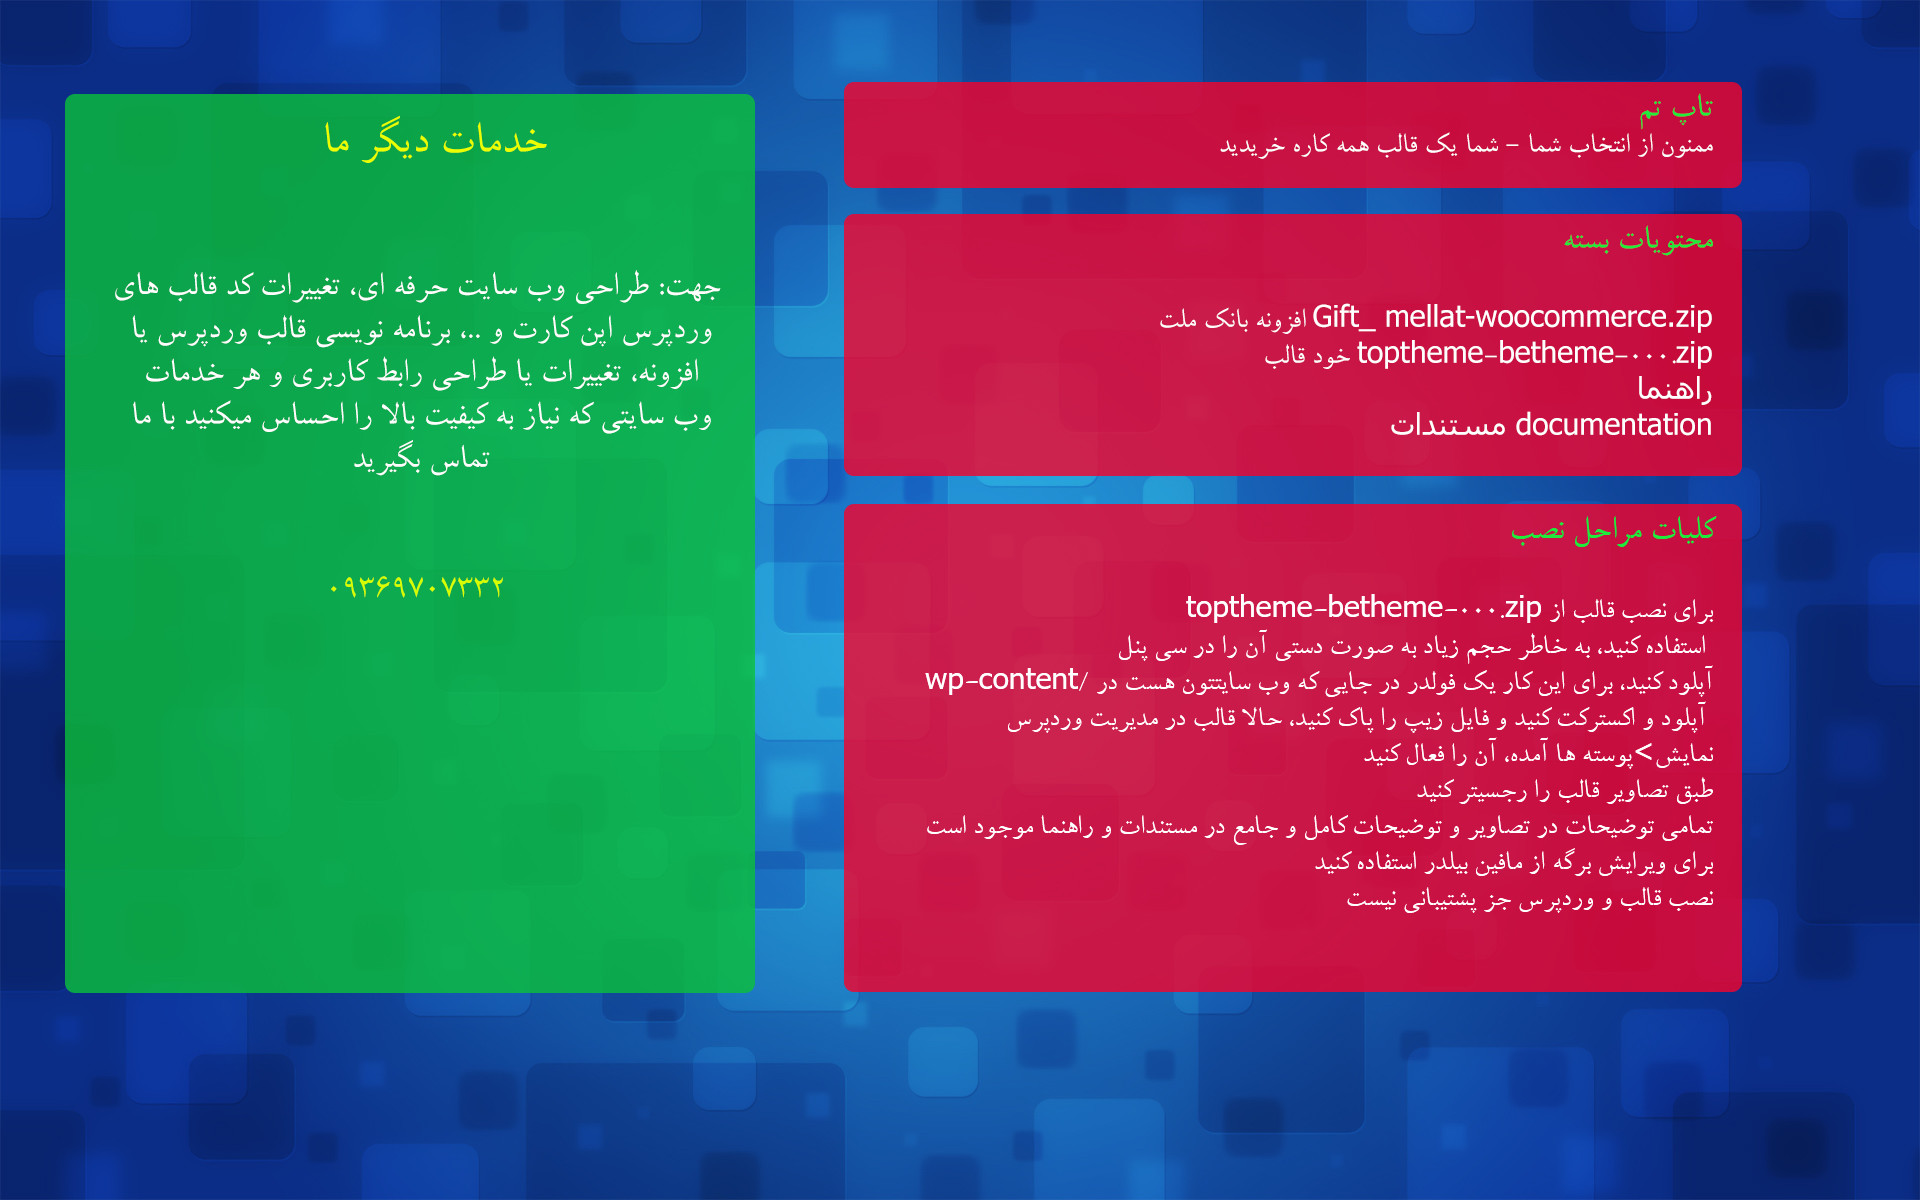 تاپ تم
ممنون از انتخاب شما - شما یک قالب همه کاره خریدید
محتویات بسته
Gift_ mellat-woocommerce.zip افزونه بانک ملت
toptheme-betheme-۰۰۰.zip خود قالب
راهنما
documentation مستندات
کلیات مراحل نصب
برای نصب قالب از toptheme-betheme-۰۰۰.zip
استفاده کنید، به خاطر حجم زیاد به صورت دستی آن را در سی پنل
آپلود کنید، برای این کار یک فولدر در جایی که وب سایتتون هست در /wp-content
آپلود و اکسترکت کنید و فایل زیپ را پاک کنید، حالا قالب در مدیریت وردپرس
نمایش>پوسته ها آمده، آن را فعال کنید
طبق تصاویر قالب را رجسیتر کنید
تمامی توضیحات در تصاویر و توضیحات کامل و جامع در مستندات و راهنما موجود است
برای ویرایش برگه از مافین بیلدر استفاده کنید
نصب قالب و وردپرس جز پشتیبانی نیست
خدمات دیگر ما
جهت: طراحی وب سایت حرفه ای، تغییرات کد قالب های
وردپرس اپن کارت و ...، برنامه نویسی قالب وردپرس یا
افزونه، تغییرات یا طراحی رابط کاربری و هر خدمات
وب سایتی که نیاز به کیفیت بالا را احساس میکنید با ما
تماس بگیرید
۰۹۳۶۹۷۰۷۳۳۲